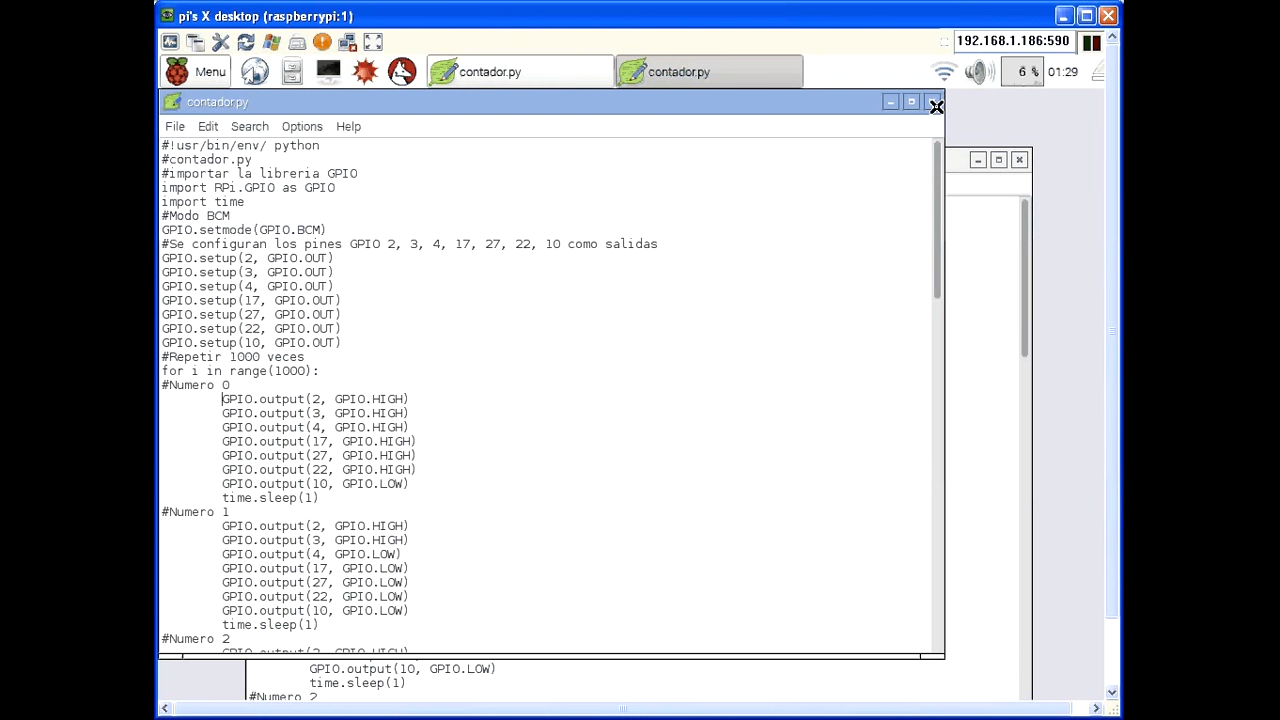 pi's X desktop (raspberrypi:1)
192.168.1.186:590
Menu
contador.py
contador.py
6 %
01:29
contador.py
File Edit Search Options Help
#!usr/bin/env/ python
#contador.py
#importar la libreria GPIO
import RPi.GPIO as GPIO
import time
#Modo BCM
GPIO.setmode(GPIO.BCM)
#Se configuran los pines GPIO 2, 3, 4, 17, 27, 22, 10 como salidas
GPIO.setup(2, GPIO.OUT)
GPIO.setup(3, GPIO.OUT)
GPIO.setup(4, GPIO.OUT)
GPIO.setup(17, GPIO.OUT)
GPIO.setup(27, GPIO.OUT)
GPIO.setup(22, GPIO.OUT)
GPIO.setup(10, GPIO.OUT)
#Repetir 1000 veces
for i in range(1000):
#Numero 0
GPIO.output(2, GPIO.HIGH)
GPIO.output(3, GPIO.HIGH)
GPIO.output(4, GPIO.HIGH)
GPIO.output(17, GPIO.HIGH)
GPIO.output(27, GPIO.HIGH)
GPIO.output(22, GPIO.HIGH)
GPIO.output(10, GPIO.LOW)
time.sleep(1)
#Numero 1
GPIO.output(2, GPIO.HIGH)
GPIO.output(3, GPIO.HIGH)
GPIO.output(4, GPIO.LOW)
GPIO.output(17, GPIO.LOW)
GPIO.output(27, GPIO.LOW)
GPIO.output(22, GPIO.LOW)
GPIO.output(10, GPIO.LOW)
time.sleep(1)
#Numero 2
GPIO.output(2, GPIO.HIGH)
GPIO.output(10, GPIO.LOW)
time.sleep(1)
#Numero 2